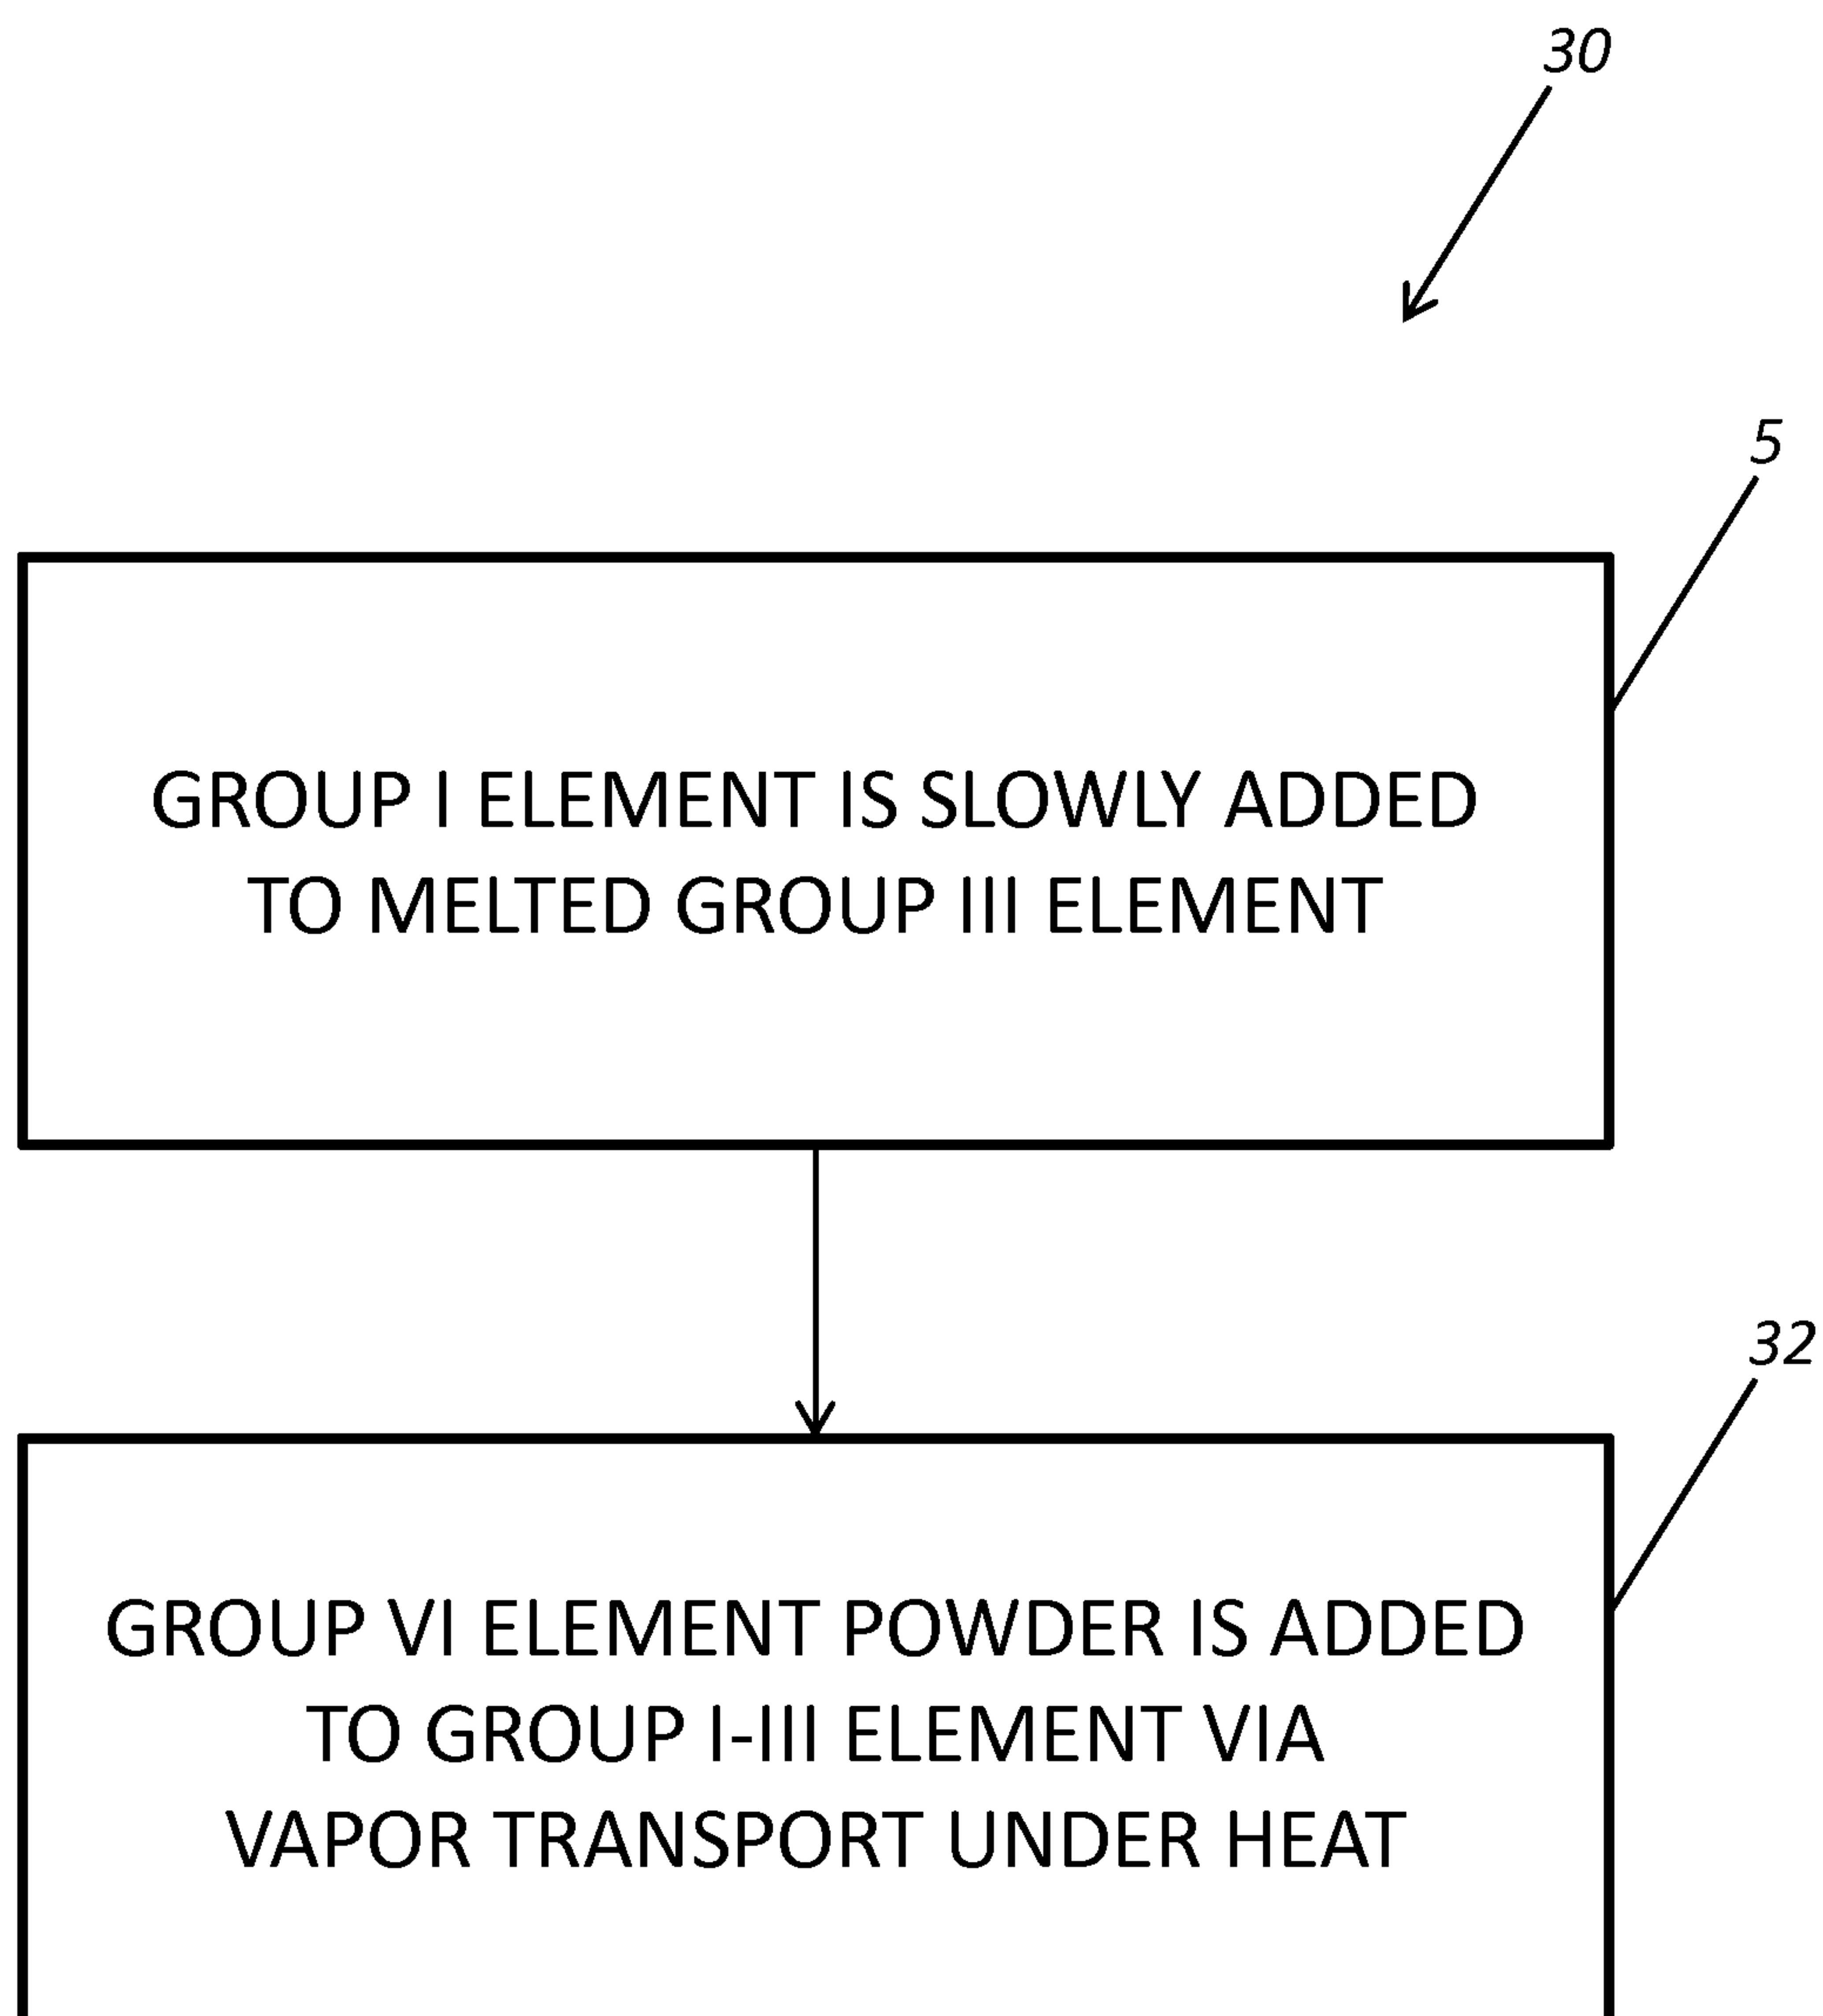 30
5
GROUP I ELEMENT IS SLOWLY ADDED
TO MELTED GROUP III ELEMENT
32
GROUP VI ELEMENT POWDER IS ADDED
TO GROUP I-III ELEMENT VIA
VAPOR TRANSPORT UNDER HEAT